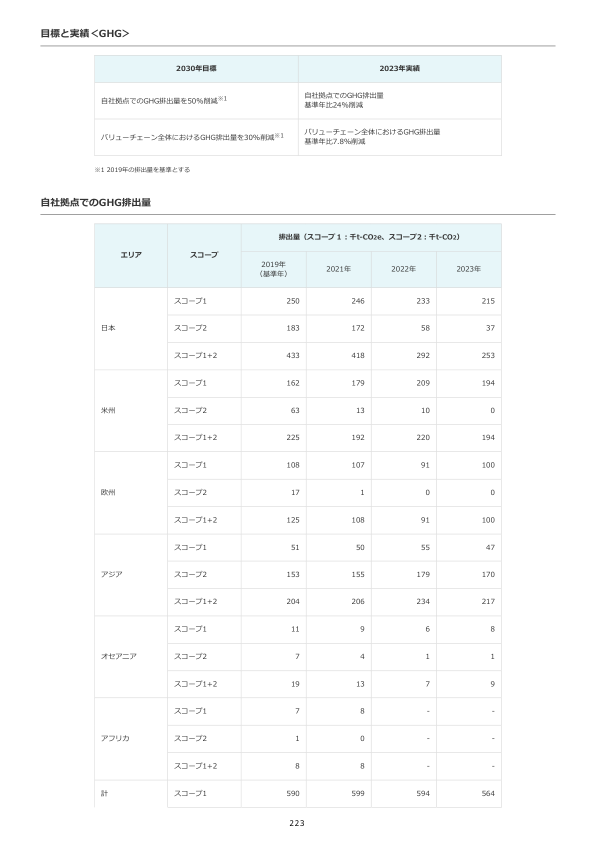 目標と実績＜GHG＞
2030年目標 2023年実績
自社拠点でのGHG排出量を50%削減※1 自社拠点でのGHG排出量
基準年比24%削減
バリューチェーン全体におけるGHG排出量を30%削減※1 バリューチェーン全体におけるGHG排出量
基準年比7.8%削減
※1 2019年の排出量を基準とする
自社拠点でのGHG排出量
エリア スコープ 排出量（スコープ1：千t-CO2e、スコープ2：千t-CO2）
2019年
（基準年） 2021年 2022年 2023年
日本 スコープ1 250 246 233 215
スコープ2 183 172 58 37
スコープ1+2 433 418 292 253
米州 スコープ1 162 179 209 194
スコープ2 63 13 10 0
スコープ1+2 225 192 220 194
欧州 スコープ1 108 107 91 100
スコープ2 17 1 0 0
スコープ1+2 125 108 91 100
アジア スコープ1 51 50 55 47
スコープ2 153 155 179 170
スコープ1+2 204 206 234 217
オセアニア スコープ1 11 9 6 8
スコープ2 7 4 1 1
スコープ1+2 19 13 7 9
アフリカ スコープ1 7 8 - -
スコープ2 1 0 - -
スコープ1+2 8 8 - -
計 スコープ1 590 599 594 564
223